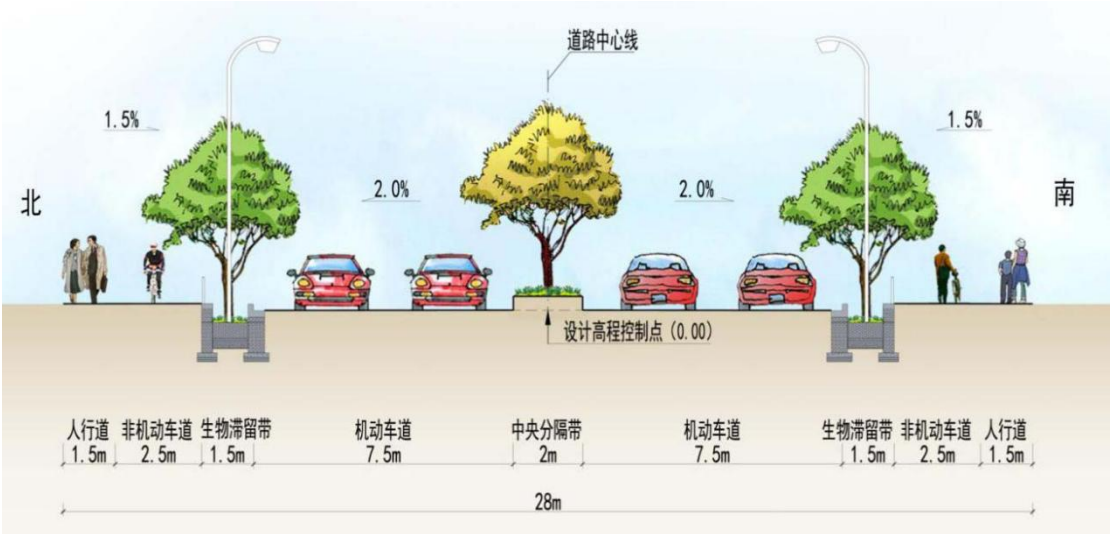 道路中心线
1.5%
1.5%
2.0%
2.0%
北
南
设计高程控制点（0.00）
人行道 非机动车道 生物滞留带 机动车道 中央分隔带 机动车道 生物滞留带 非机动车道 人行道
1.5m 2.5m 1.5m 7.5m 2m 7.5m 1.5m 2.5m 1.5m
28m